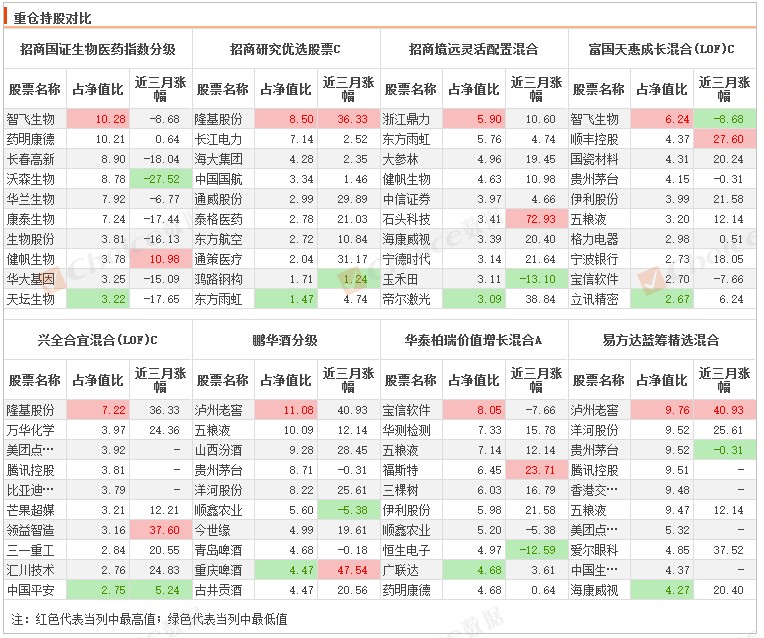 重仓持股对比
招商国证生物医药指数分级 招商研究优选股票C 招商境远灵活配置混合 富国天惠成长混合(LOF)C
股票名称 占净值比 近三月涨幅 股票名称 占净值比 近三月涨幅 股票名称 占净值比 近三月涨幅 股票名称 占净值比 近三月涨幅
智飞生物 10.28 -8.68 隆基股份 8.50 36.33 浙江鼎力 5.90 10.60 智飞生物 6.24 -8.68
药明康德 10.21 0.64 长江电力 7.14 2.52 东方雨虹 5.76 4.74 顺丰控股 4.37 27.60
长春高新 8.90 -18.04 海大集团 4.28 2.35 大参林 4.96 19.45 国瓷材料 4.31 20.24
沃森生物 8.78 -27.52 中国国航 3.34 1.46 健帆生物 4.63 10.98 贵州茅台 4.15 -0.31
华兰生物 7.92 -6.77 通威股份 2.99 29.89 中信证券 3.97 4.66 伊利股份 3.99 21.58
康泰生物 7.24 -17.44 泰格医药 2.78 21.03 石头科技 3.41 72.93 五粮液 3.20 12.14
生物股份 3.81 -16.13 东方航空 2.72 10.84 海康威视 3.39 20.40 格力电器 2.98 0.51
健帆生物 3.78 10.98 通策医疗 2.04 31.17 宁德时代 3.14 21.64 宁波银行 2.73 18.05
华大基因 3.25 -15.09 鸿路钢构 1.71 1.24 玉禾田 3.11 -13.10 宝信软件 2.70 -7.66
天坛生物 3.22 -17.65 东方雨虹 1.47 4.74 帝尔激光 3.09 38.84 立讯精密 2.67 6.24
兴全合宜混合(LOF)C 鹏华酒分级 华泰柏瑞价值增长混合A 易方达蓝筹精选混合
股票名称 占净值比 近三月涨幅 股票名称 占净值比 近三月涨幅 股票名称 占净值比 近三月涨幅 股票名称 占净值比 近三月涨幅
隆基股份 7.22 36.33 泸州老窖 11.08 40.93 宝信软件 8.05 -7.66 泸州老窖 9.76 40.93
万华化学 3.97 24.36 五粮液 10.09 12.14 华测检测 7.33 15.78 洋河股份 9.52 25.61
美团点… 3.92 - 山西汾酒 9.28 28.45 五粮液 7.14 12.14 贵州茅台 9.52 -0.31
腾讯控股 3.81 - 贵州茅台 8.71 -0.31 福斯特 6.45 23.71 腾讯控股 9.51 -
比亚迪… 3.79 - 洋河股份 8.22 25.61 三棵树 6.03 16.79 香港交… 9.48 -
芒果超媒 3.21 12.21 顺鑫农业 5.60 -5.38 伊利股份 5.98 21.58 五粮液 9.47 12.14
领益智造 3.16 37.60 今世缘 4.99 19.61 顺鑫农业 5.20 -5.38 美团点… 5.32 -
三一重工 2.84 20.55 青岛啤酒 4.68 -0.18 恒生电子 4.97 -12.59 爱尔眼科 4.85 37.52
汇川技术 2.76 24.83 重庆啤酒 4.47 47.54 广联达 4.68 3.61 中国生… 4.37 -
中国平安 2.75 5.24 古井贡酒 4.47 20.56 药明康德 4.68 0.64 海康威视 4.27 20.40
注: 红色代表当列中最高值; 绿色代表当列中最低值